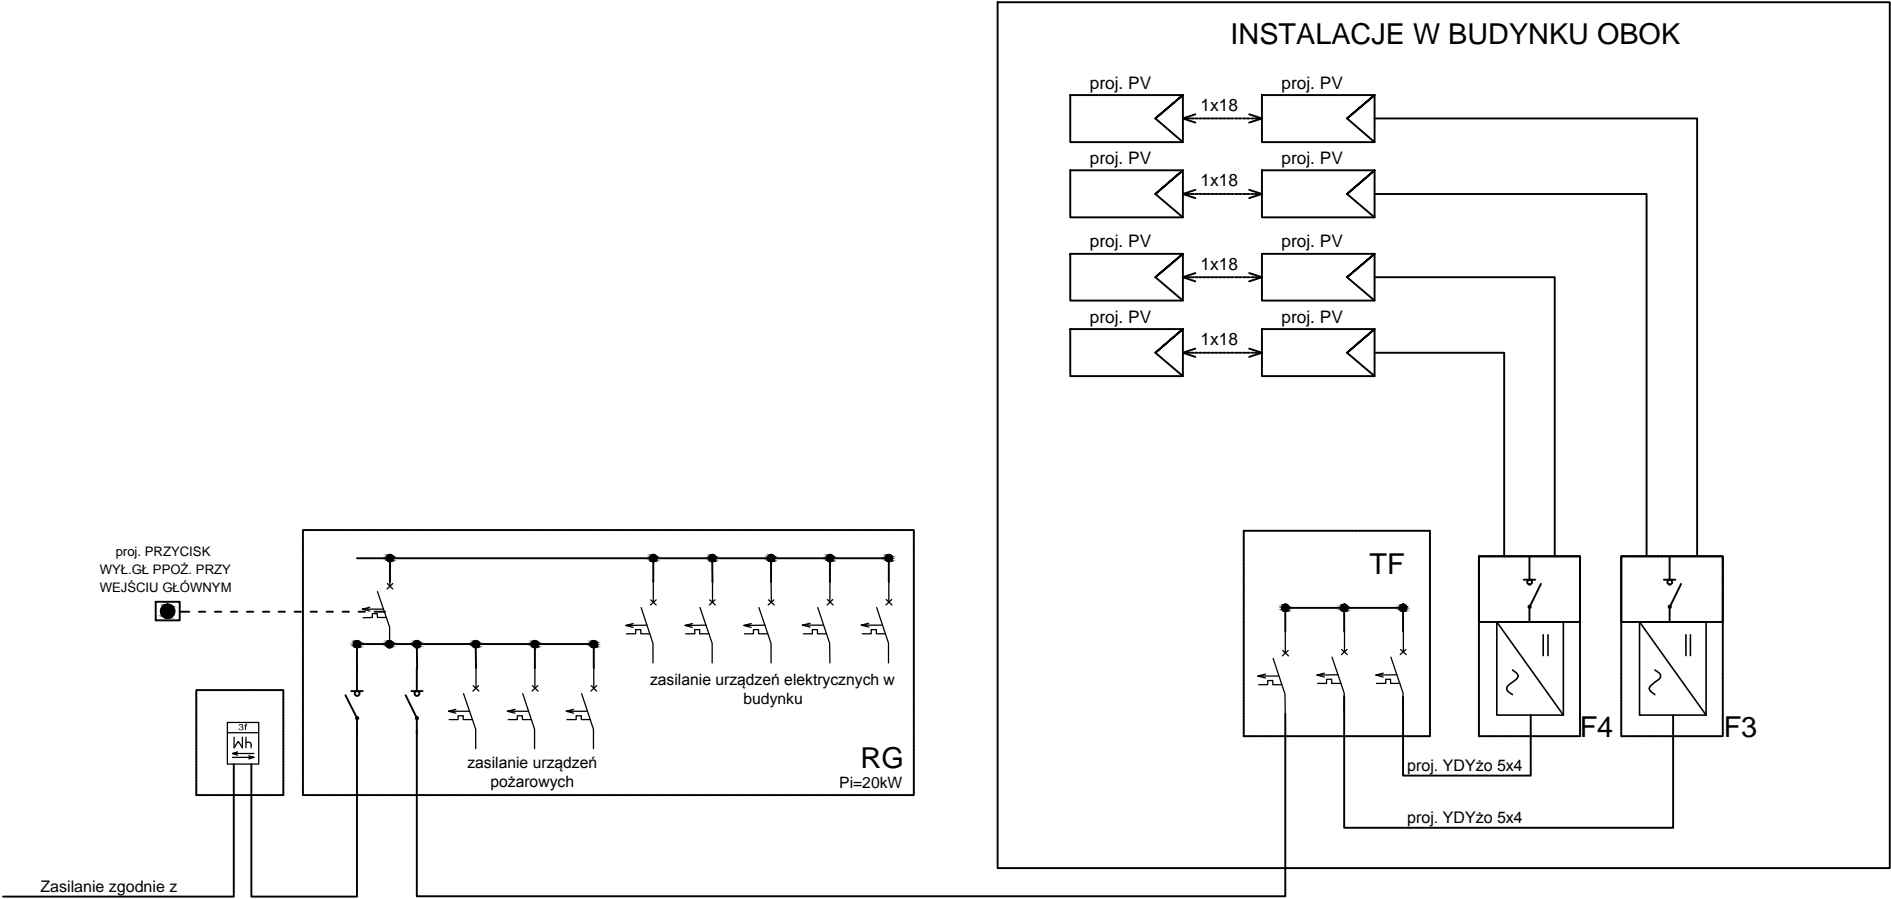 INSTALACJE W BUDYNKU OBOK
proj. PV
proj. PV
1x18
proj. PV
proj. PV
1x18
proj. PV
proj. PV
1x18
proj. PV
proj. PV
1x18
proj. PRZYCISK
WYŁ.GŁ PPOŻ. PRZY
WEJŚCIU GŁÓWNYM
TF
zasilanie urządzeń elektrycznych w
budynku
3f
Wh
zasilanie urządzeń
pożarowych
RG
Pi=20kW
F4
F3
proj. YDYżo 5x4
proj. YDYżo 5x4
Zasilanie zgodnie z